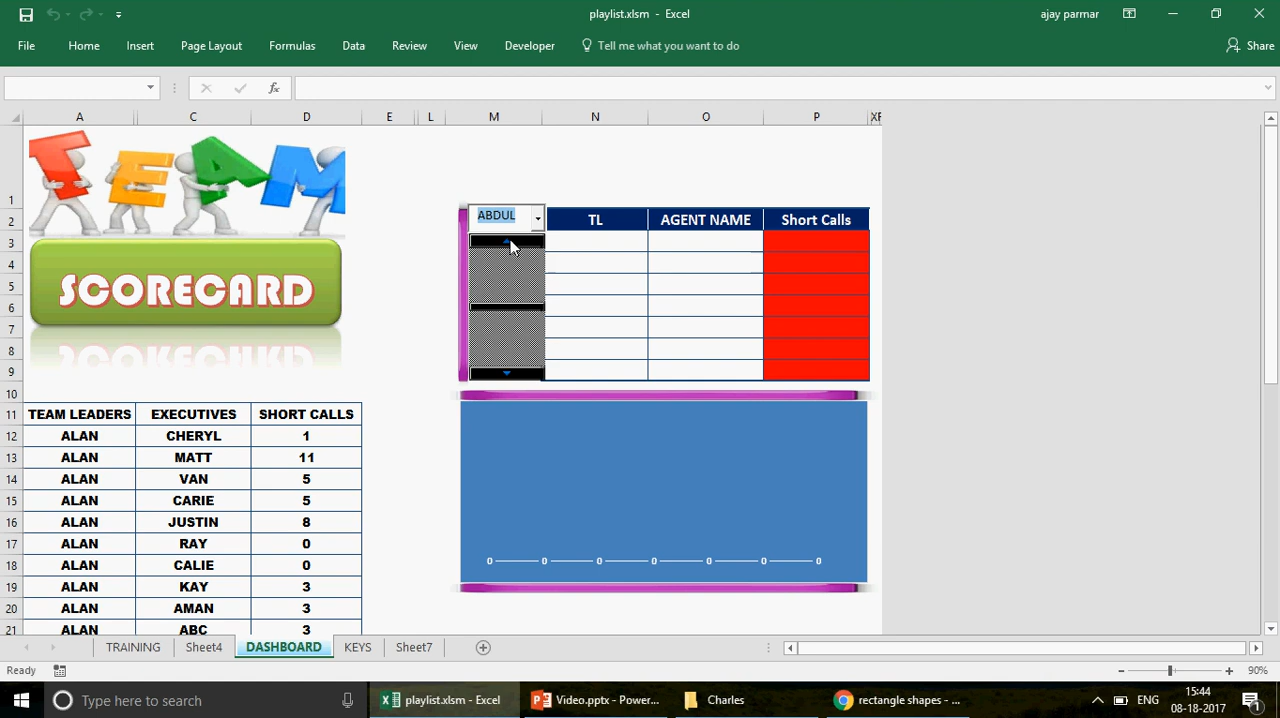 playlist.xlsm - Excel
ajay parmar
File Home Insert Page Layout Formulas Data Review View Developer Tell me what you want to do Share
fx
A C D E L M N O P XF
TEAM
SCORECARD
1
2 ABDUL TL AGENT NAME Short Calls
3
4
5
6
7
8
9
10
11 TEAM LEADERS EXECUTIVES SHORT CALLS
12 ALAN CHERYL 1
13 ALAN MATT 11
14 ALAN VAN 5
15 ALAN CARIE 5
16 ALAN JUSTIN 8
17 ALAN RAY 0
18 ALAN CALIE 0
19 ALAN KAY 3
20 ALAN AMAN 3
21 ALAN ABC 3
0 0 0 0 0 0 0
TRAINING Sheet4 DASHBOARD KEYS Sheet7
Ready 90%
Type here to search playlist.xlsm - Excel Video.pptx - Power... Charles rectangle shapes - ... ENG 15:44
08-18-2017 1